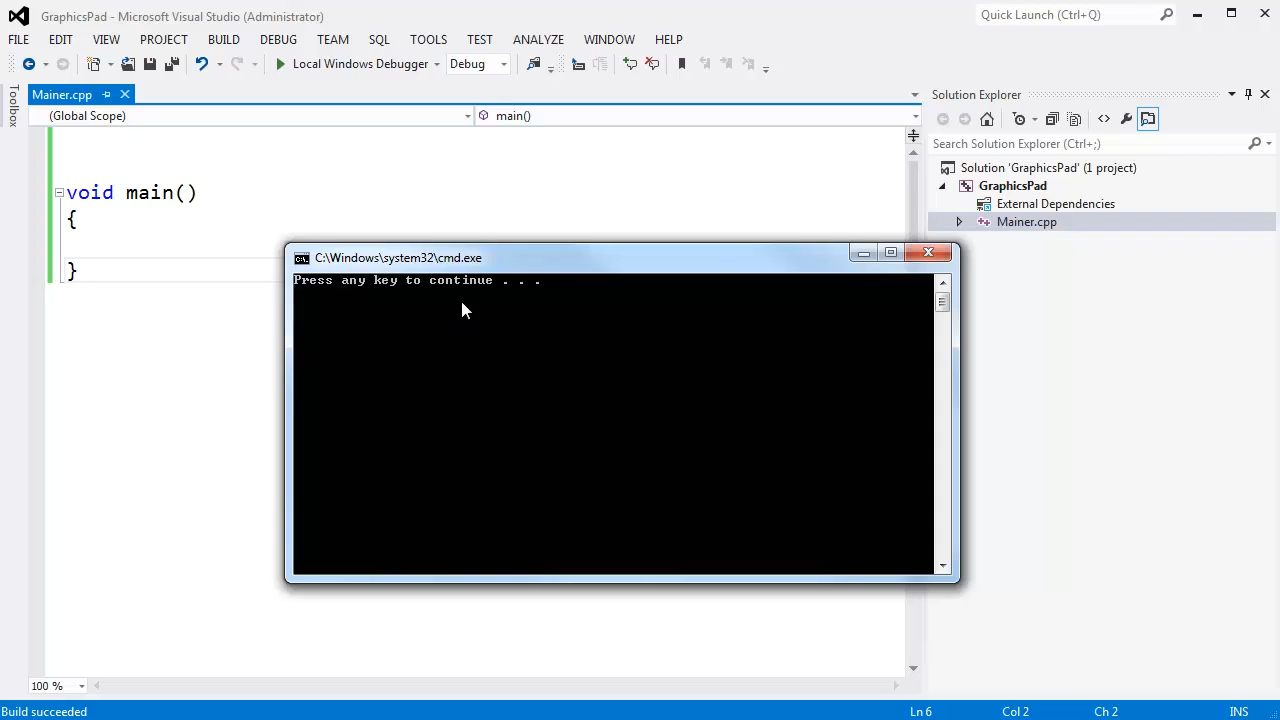 GraphicsPad - Microsoft Visual Studio (Administrator)
Quick Launch (Ctrl+Q)
FILE EDIT VIEW PROJECT BUILD DEBUG TEAM SQL TOOLS TEST ANALYZE WINDOW HELP
Local Windows Debugger Debug
Toolbox
Mainer.cpp
(Global Scope) main()
void main()
{
}
C:\Windows\system32\cmd.exe
Press any key to continue . . .
Solution Explorer
Search Solution Explorer (Ctrl+;)
Solution 'GraphicsPad' (1 project)
GraphicsPad
External Dependencies
Mainer.cpp
100 %
Build succeeded Ln 6 Col 2 Ch 2 INS